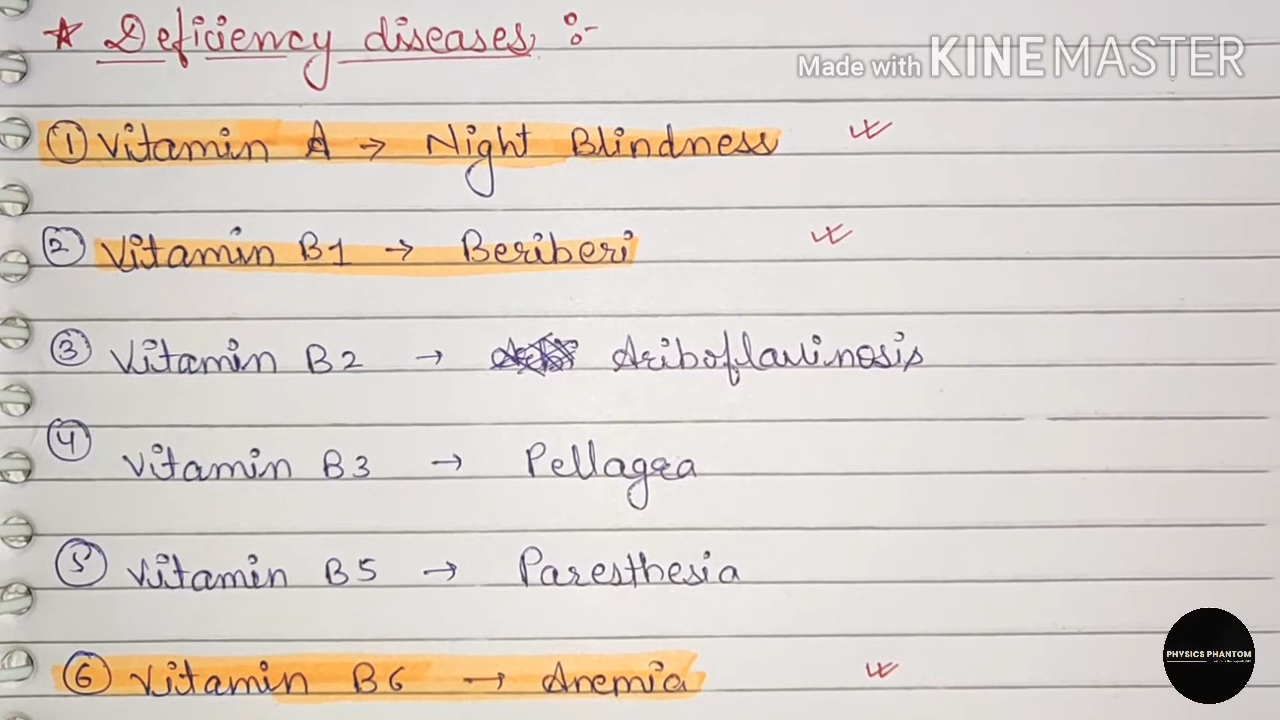 ★ Deficiency diseases :-
Made with KINEMASTER
① Vitamin A → Night Blindness
② Vitamin B1 → Beriberi
③ Vitamin B2 → Ariboflavinosis
④ Vitamin B3 → Pellagra
⑤ Vitamin B5 → Paresthesia
⑥ Vitamin B6 → Anemia
PHYSICS PHANTOM